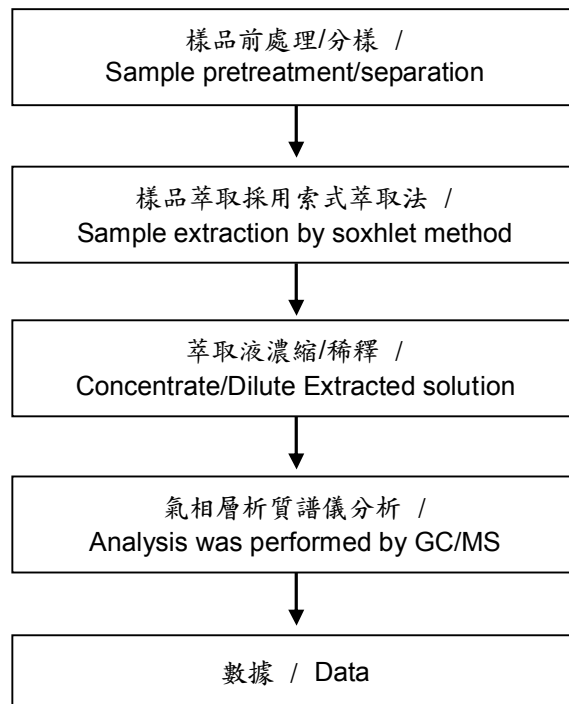 樣品前處理/分樣 /
Sample pretreatment/separation
樣品萃取採用索式萃取法 /
Sample extraction by soxhlet method
萃取液濃縮/稀釋 /
Concentrate/Dilute Extracted solution
氣相層析質譜儀分析 /
Analysis was performed by GC/MS
數據 / Data